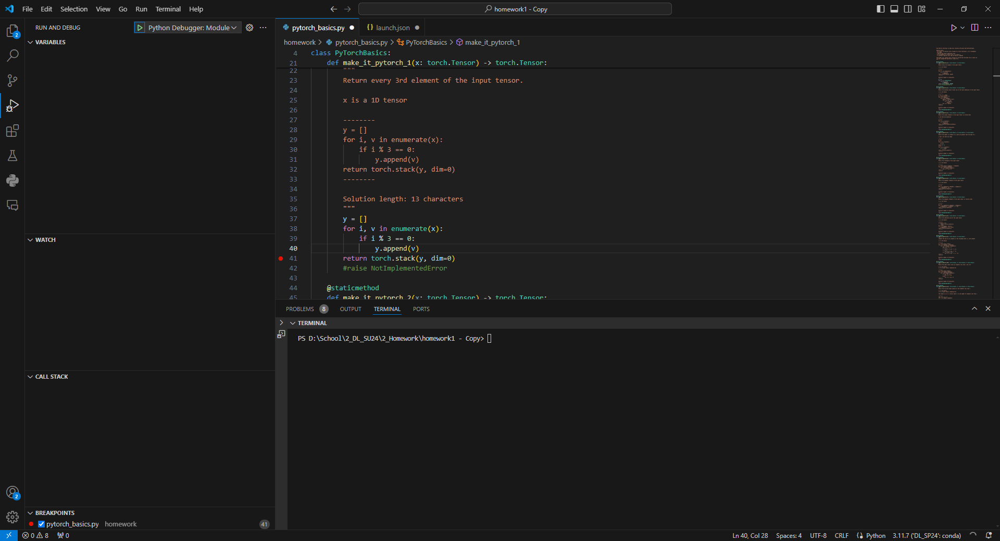 File Edit Selection View Go Run Terminal Help
homework1 - Copy
RUN AND DEBUG
Python Debugger: Module
pytorch_basics.py
launch.json
2
VARIABLES
homework > pytorch_basics.py > PyTorchBasics > make_it_pytorch_1
4 class PyTorchBasics:
21 def make_it_pytorch_1(x: torch.Tensor) -> torch.Tensor:
22 """
23 Return every 3rd element of the input tensor.
24
25 x is a 1D tensor
26
27 --------
28 y = []
29 for i, v in enumerate(x):
30 if i % 3 == 0:
31 y.append(v)
32 return torch.stack(y, dim=0)
33 --------
34
35 Solution length: 13 characters
36 """
37 y = []
38 for i, v in enumerate(x):
39 if i % 3 == 0:
40 y.append(v)
41 return torch.stack(y, dim=0)
42 #raise NotImplementedError
43
44 @staticmethod
45 def make_it_pytorch_2(x: torch.Tensor) -> torch.Tensor:
WATCH
CALL STACK
PROBLEMS 8 OUTPUT TERMINAL PORTS
TERMINAL
PS D:\School\2_DL_SU24\2_Homework\homework1 - Copy>
2
BREAKPOINTS
pytorch_basics.py homework 41
0 8 0
Ln 40, Col 28 Spaces: 4 UTF-8 CRLF Python 3.11.7 ('DL_SP24': conda)